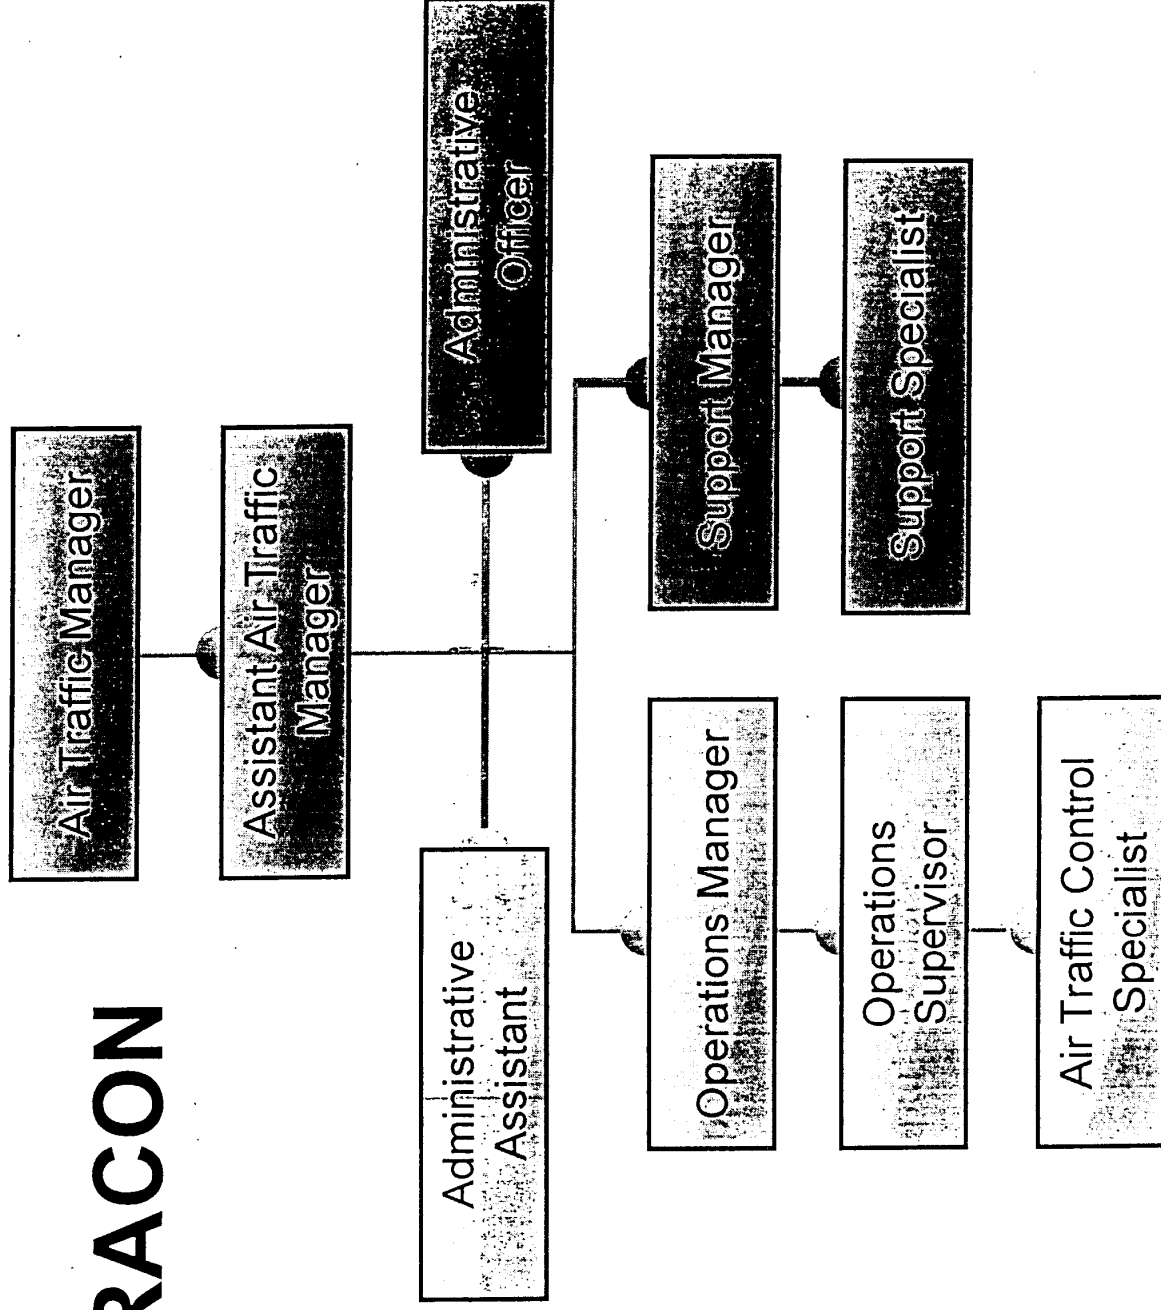 RACON
Air Traffic Manager
Assistant Air Traffic
Manager
Administrative
Assistant
Administrative
Officer
Operations Manager
Support Manager
Operations
Supervisor
Support Specialist
Air Traffic Control
Specialist